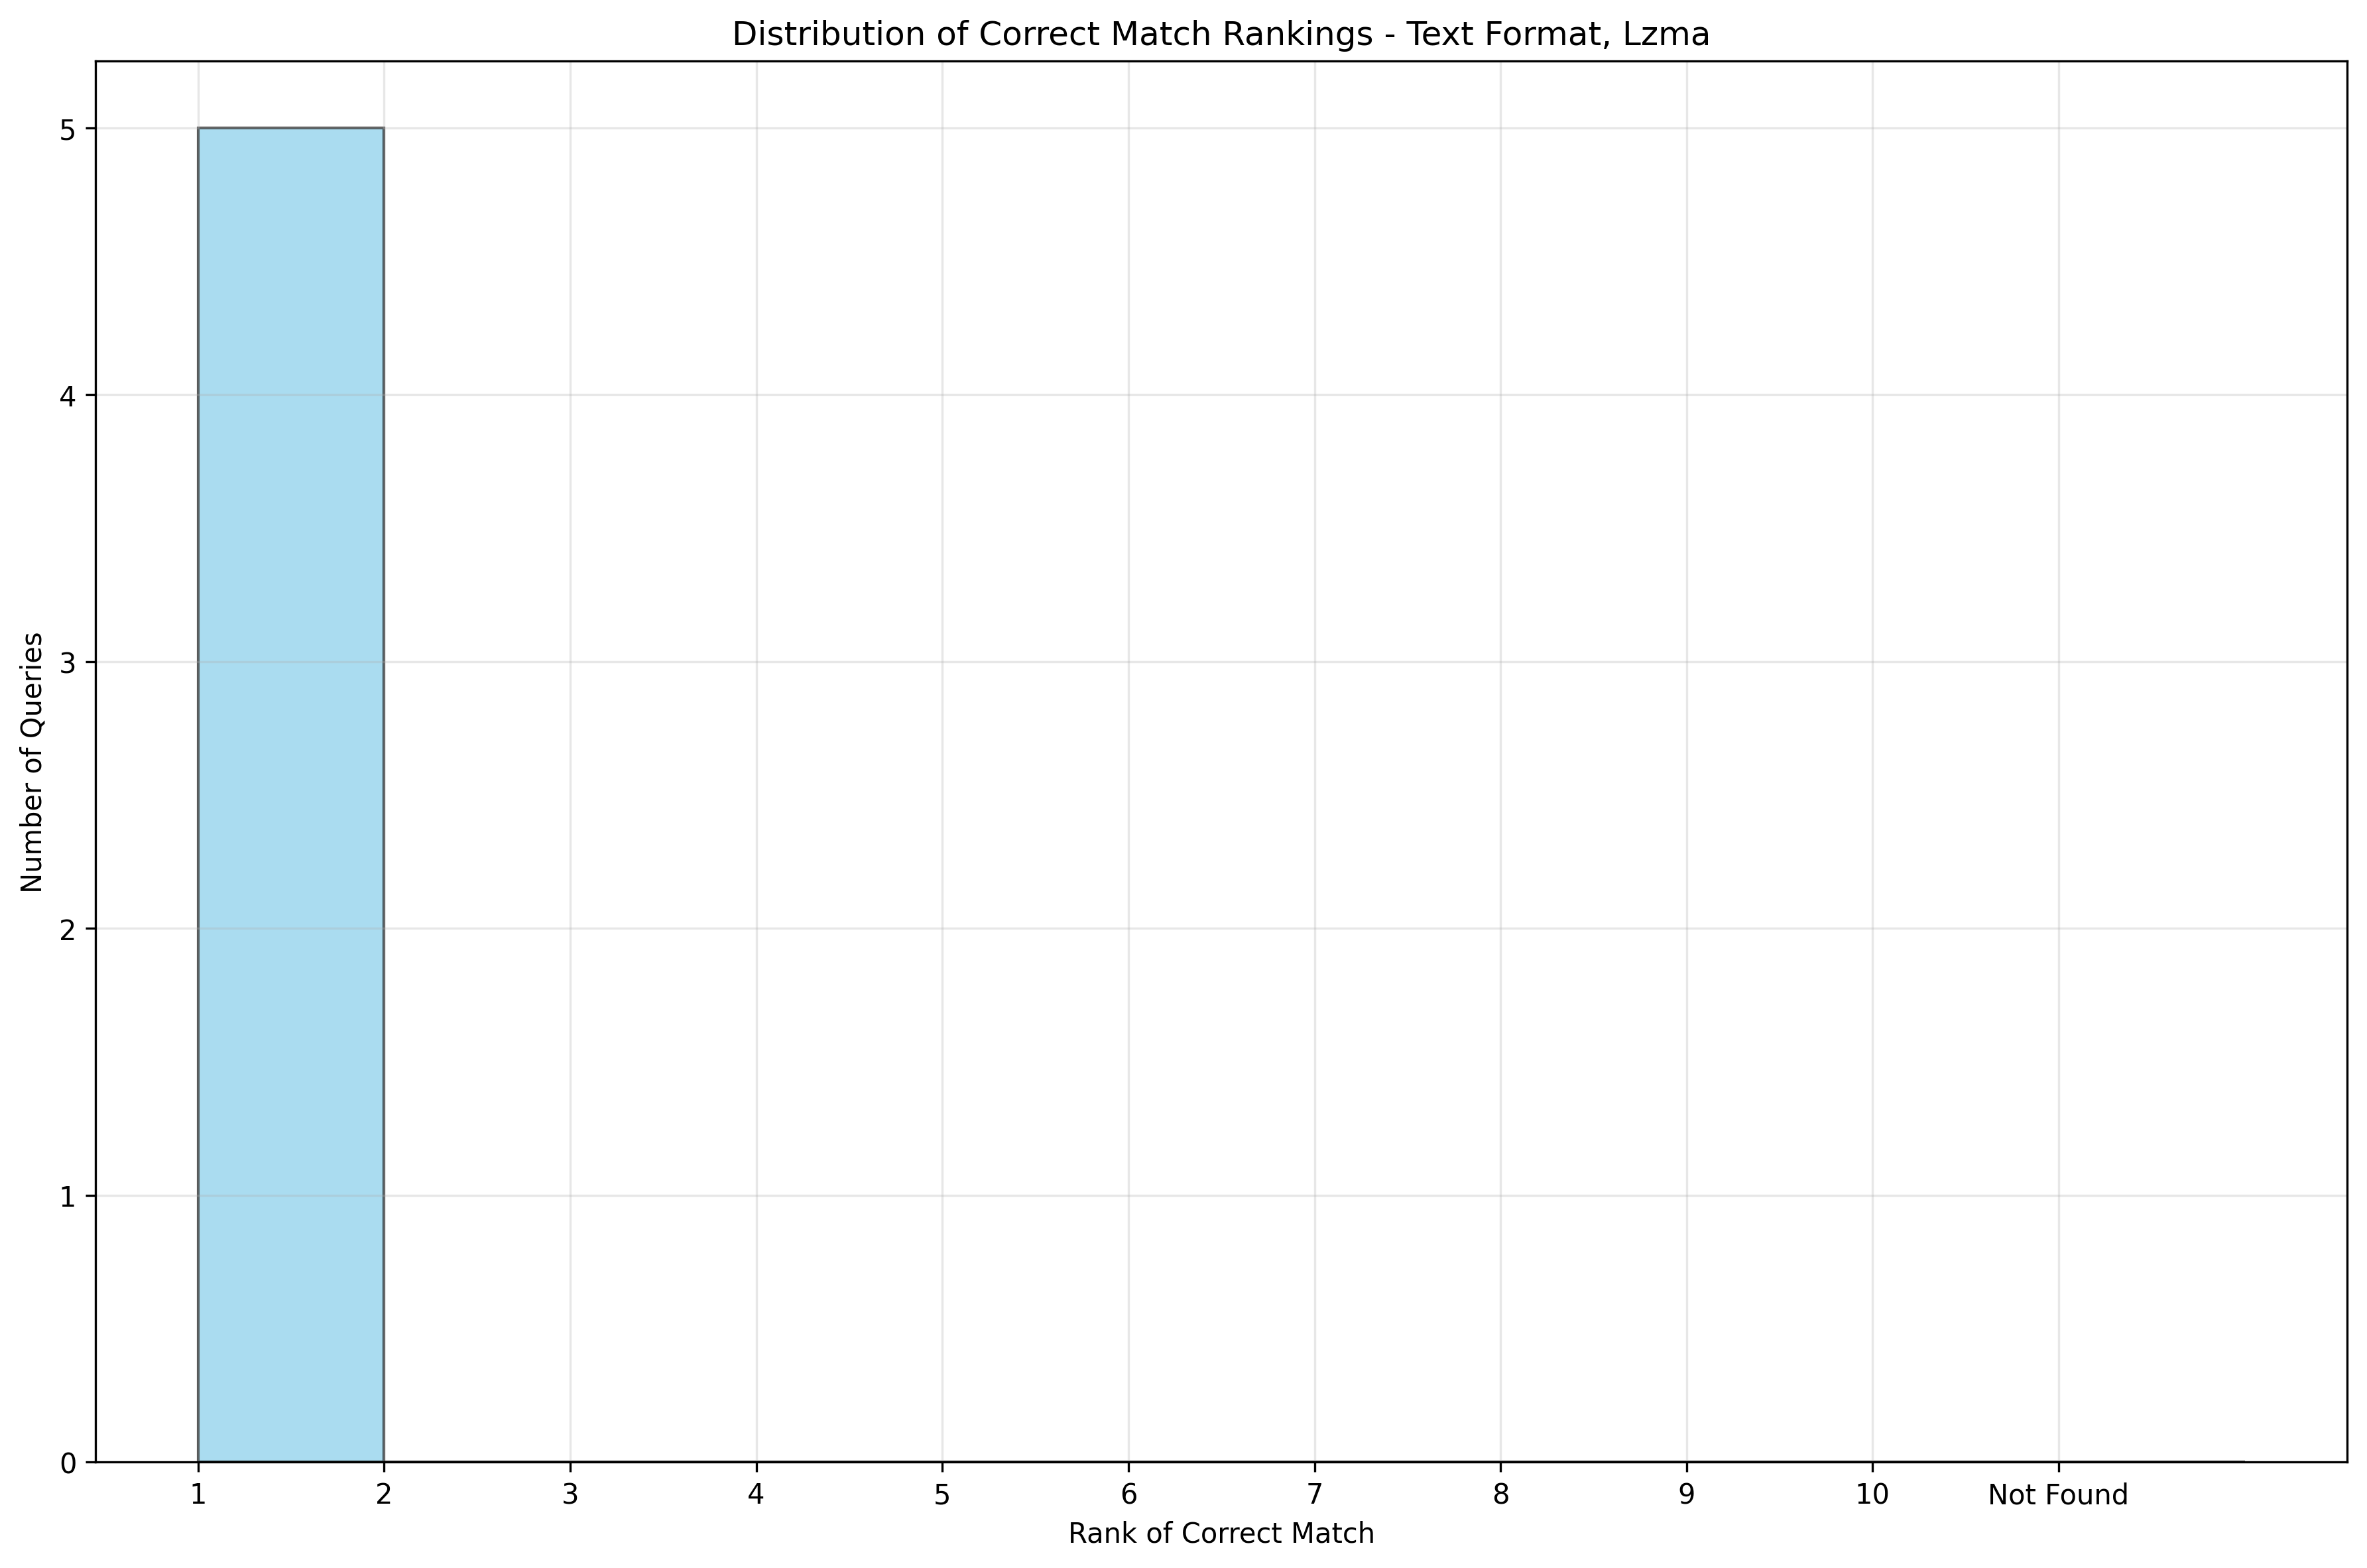 Distribution of Correct Match Rankings - Text Format, Lzma
5
4
3
2
1
0
Number of Queries
1 2 3 4 5 6 7 8 9 10 Not Found
Rank of Correct Match